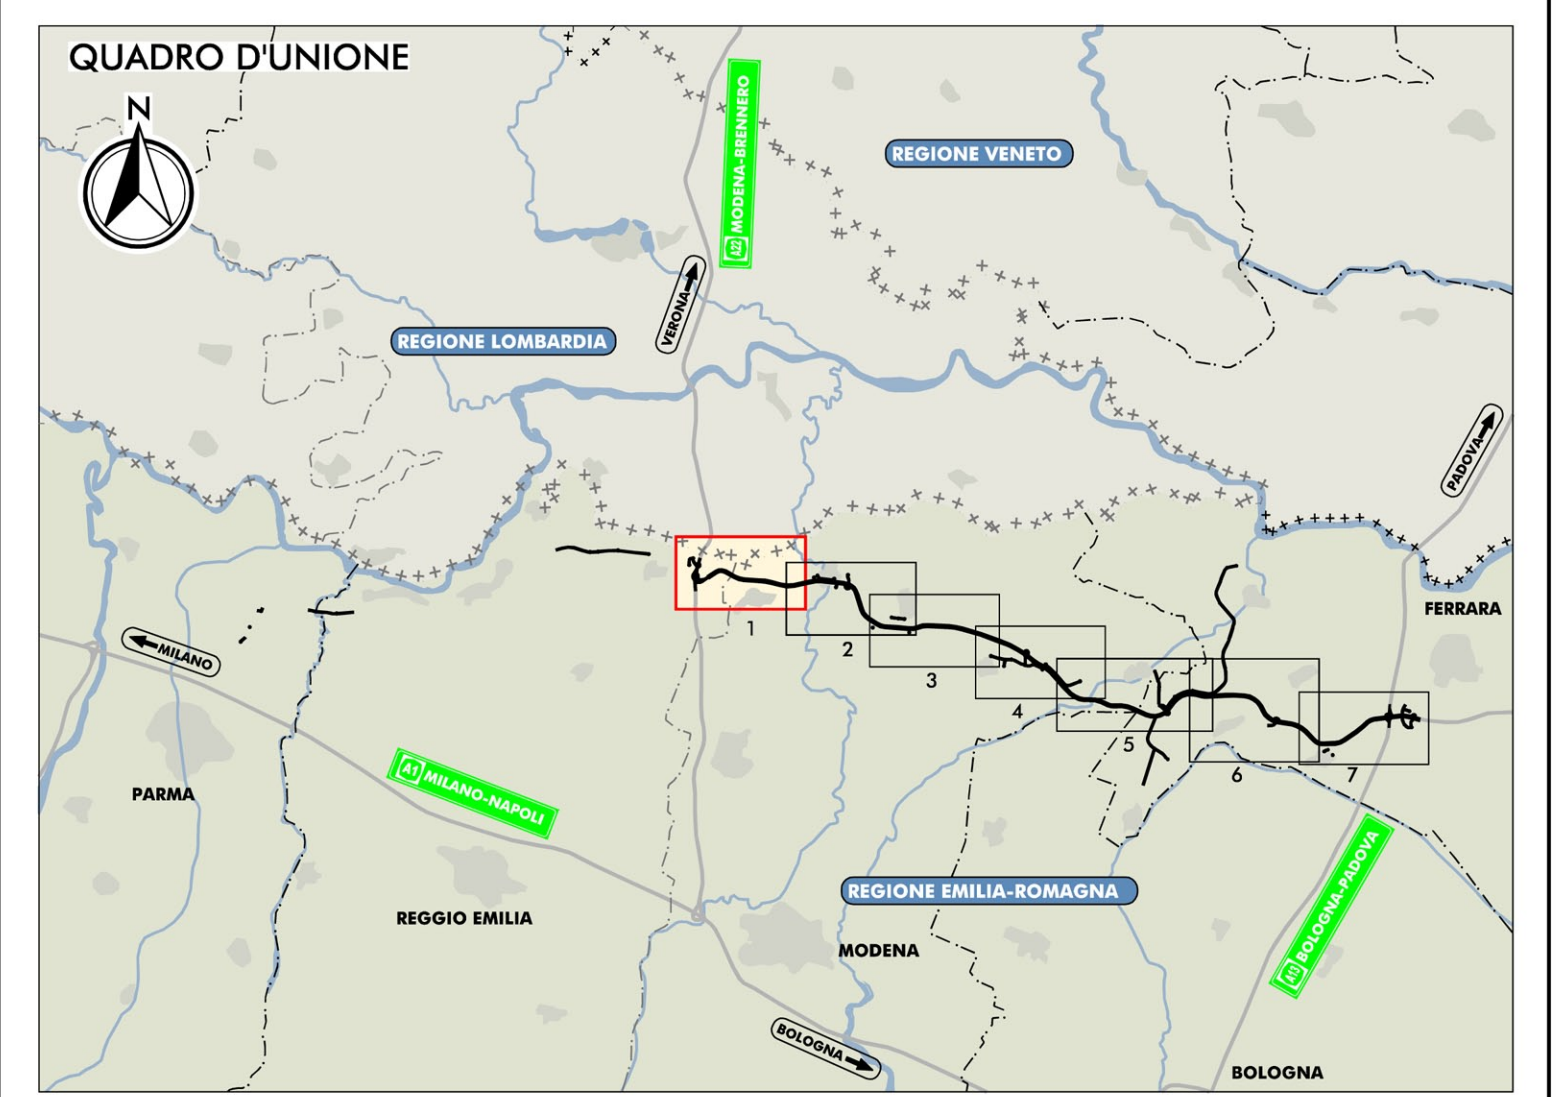 QUADRO D'UNIONE
N
A22 MODENA-BRENNERO
REGIONE VENETO
VERONA
REGIONE LOMBARDIA
PADOVA
FERRARA
MILANO
1
2
3
4
5
6
7
PARMA
A1 MILANO-NAPOLI
REGIONE EMILIA-ROMAGNA
REGGIO EMILIA
MODENA
A13 BOLOGNA-PADOVA
BOLOGNA
BOLOGNA